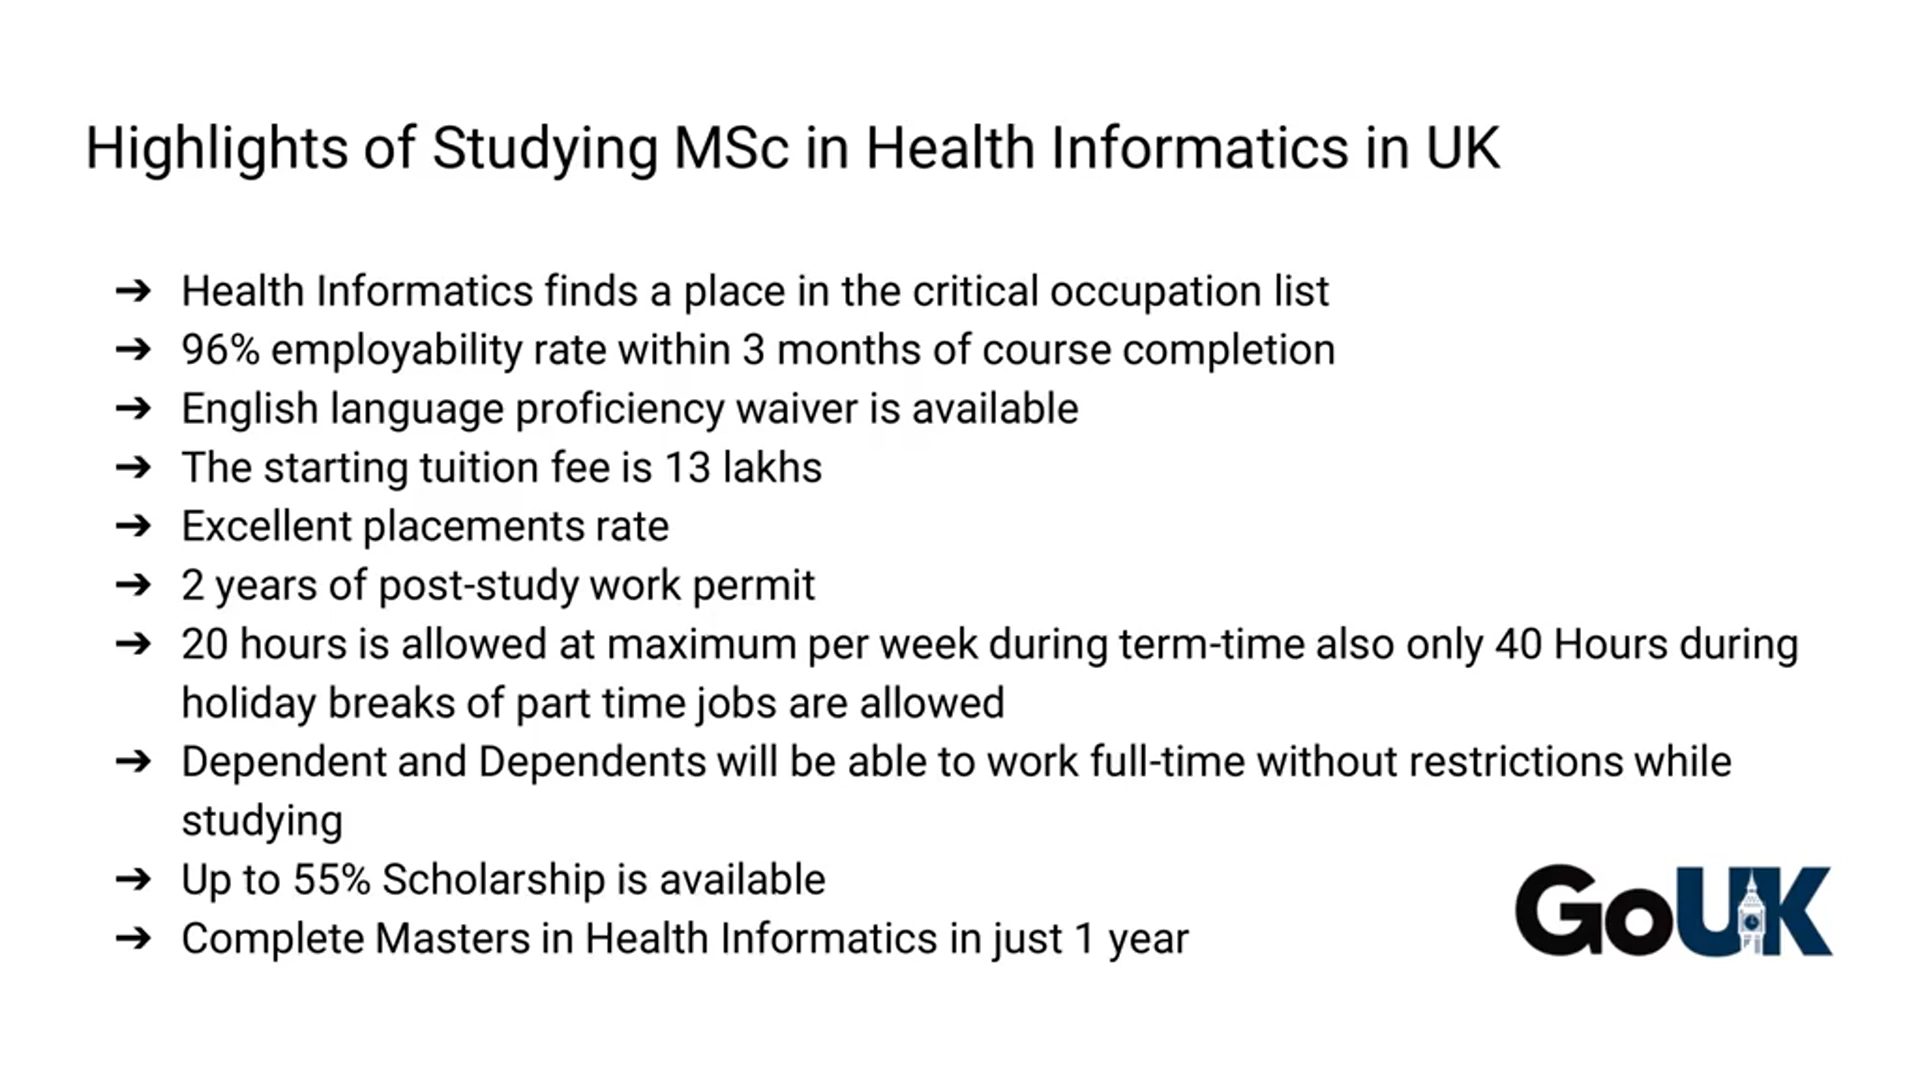 Highlights of Studying MSc in Health Informatics in UK
➔ Health Informatics finds a place in the critical occupation list
➔ 96% employability rate within 3 months of course completion
➔ English language proficiency waiver is available
➔ The starting tuition fee is 13 lakhs
➔ Excellent placements rate
➔ 2 years of post-study work permit
➔ 20 hours is allowed at maximum per week during term-time also only 40 Hours during
holiday breaks of part time jobs are allowed
➔ Dependent and Dependents will be able to work full-time without restrictions while
studying
➔ Up to 55% Scholarship is available
➔ Complete Masters in Health Informatics in just 1 year
GoUK